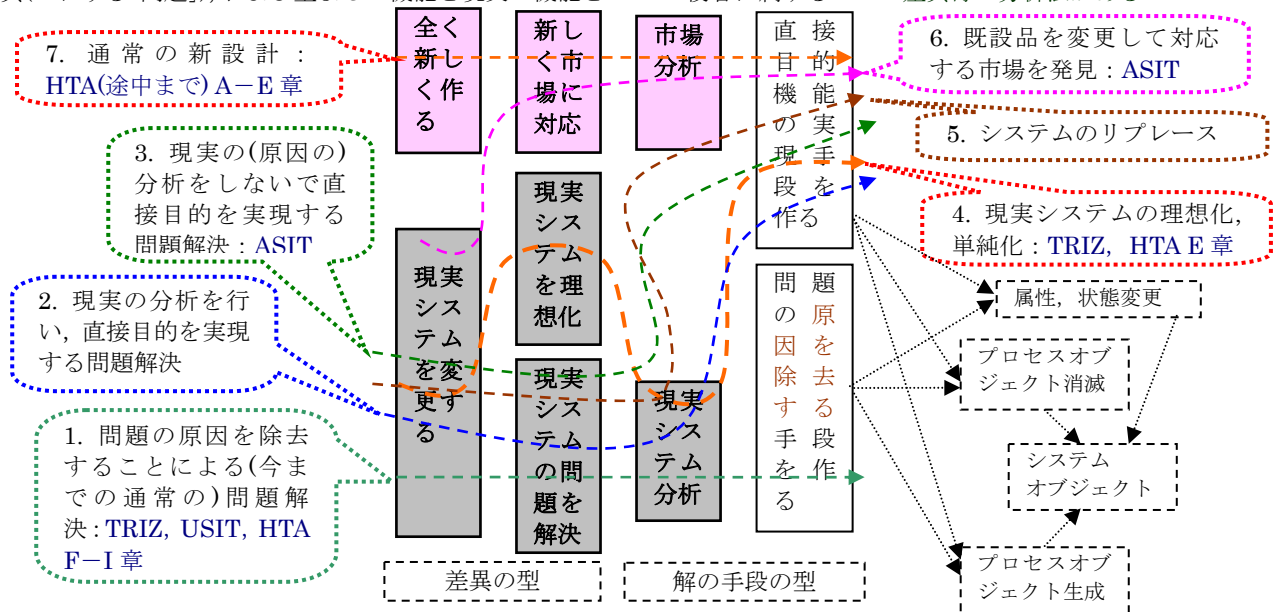 7. 通常の新設計：
HTA(途中まで) A－E 章
全く
新し
く作
る
新し
く市
場に
対応
市場
分析
直接
目的
機能
の実
現手
段を
作る
6. 既設品を変更して対応
する市場を発見：ASIT
5. システムのリプレース
4. 現実システムの理想化，
単純化：TRIZ, HTA E 章
3. 現実の(原因の)
分析をしないで直
接目的を実現する
問題解決：ASIT
2. 現実の分析を行
い，直接目的を実現
する問題解決
1. 問題の原因を除去
することによる(今ま
での通常の)問題解
決：TRIZ, USIT, HTA
F－I 章
現実
シス
テム
を変
更す
る
現実
シス
テム
を理
想化
現実
シス
テム
の問
題を
解決
現実
シス
テム
分析
問題
の原
因を
除去
する
手段
を作
る
属性，状態変更
プロセスオブ
ジェクト消滅
システム
オブジェクト
プロセスオブ
ジェクト生成
差異の型
解の手段の型